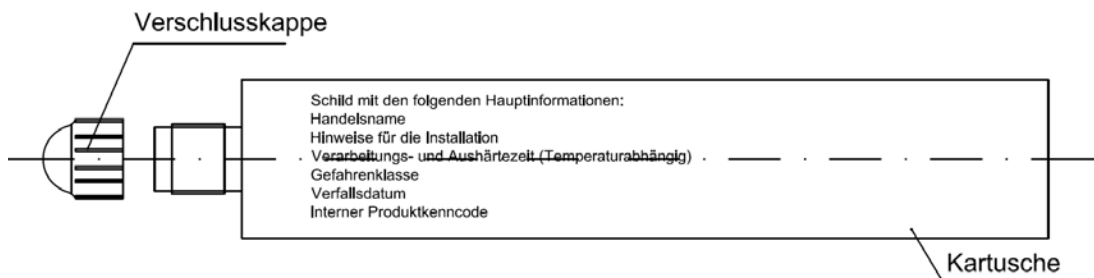 Verschlusskappe
Schild mit den folgenden Hauptinformationen:
Handelsname
Hinweise für die Installation
Verarbeitungs- und Aushärtezeit (Temperaturabhängig)
Gefahrenklasse
Verfallsdatum
Interner Produktkenncode
Kartusche